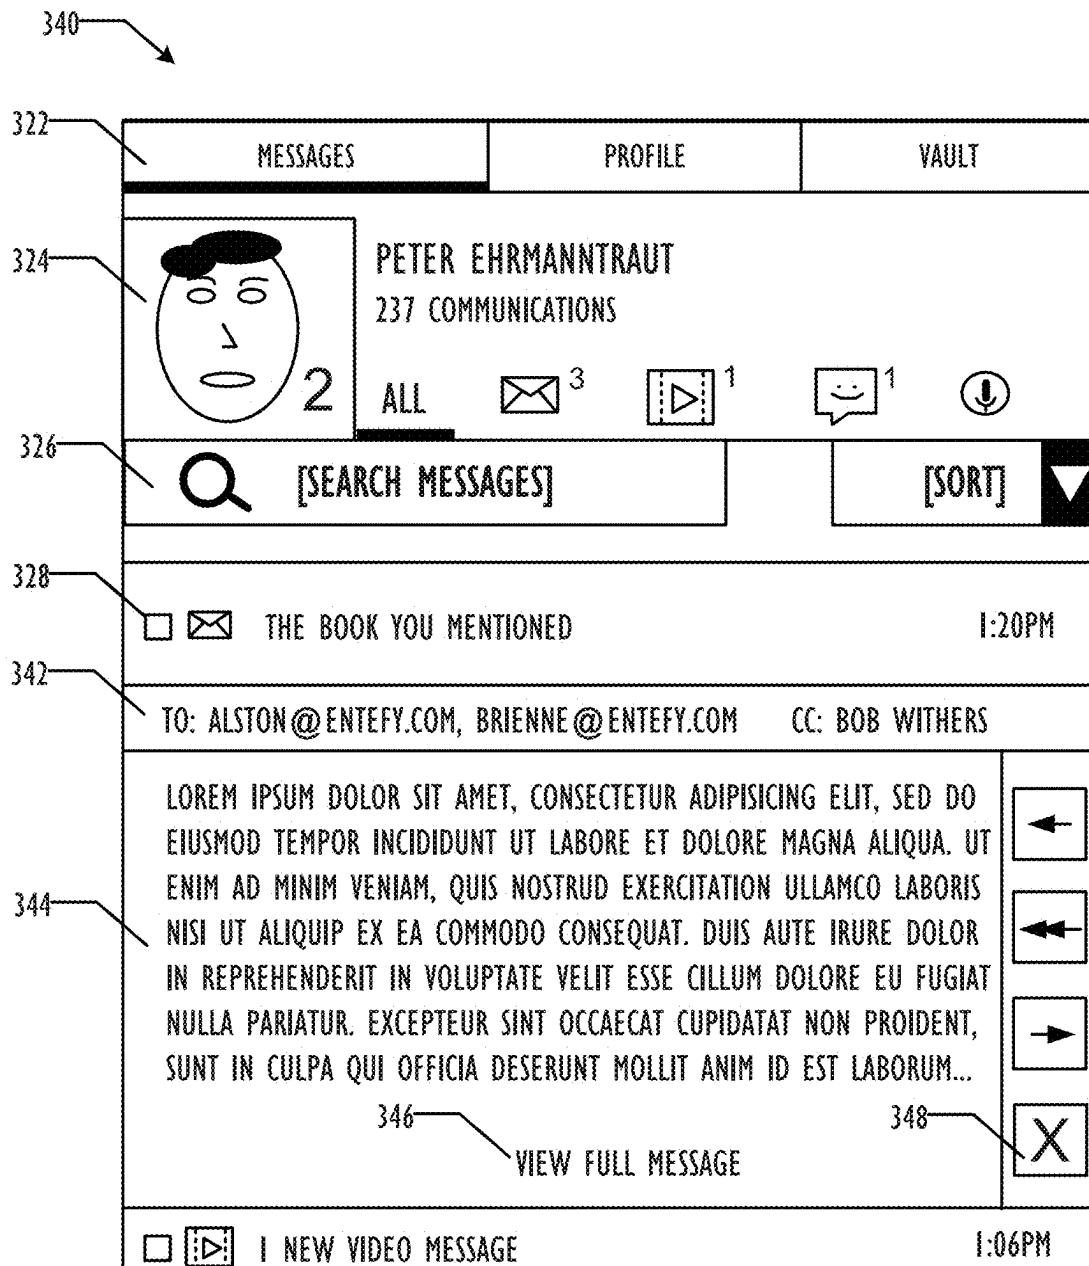 340
322
MESSAGES PROFILE VAULT
324
PETER EHRMANNTRAUT
237 COMMUNICATIONS
2 ALL 3 1 1
326
[SEARCH MESSAGES] [SORT]
328
THE BOOK YOU MENTIONED 1:20PM
342
TO: ALSTON@ENTEFY.COM, BRIENNE@ENTEFY.COM CC: BOB WITHERS
LOREM IPSUM DOLOR SIT AMET, CONSECTETUR ADIPISICING ELIT, SED DO
EIUSMOD TEMPOR INCIDIDUNT UT LABORE ET DOLORE MAGNA ALIQUA. UT
ENIM AD MINIM VENIAM, QUIS NOSTRUD EXERCITATION ULLAMCO LABORIS
344
NISI UT ALIQUIP EX EA COMMODO CONSEQUAT. DUIS AUTE IRURE DOLOR
IN REPREHENDERIT IN VOLUPTATE VELIT ESSE CILLUM DOLORE EU FUGIAT
NULLA PARIATUR. EXCEPTEUR SINT OCCAECAT CUPIDATAT NON PROIDENT,
SUNT IN CULPA QUI OFFICIA DESERUNT MOLLIT ANIM ID EST LABORUM...
346 348
X
VIEW FULL MESSAGE
1 NEW VIDEO MESSAGE 1:06PM